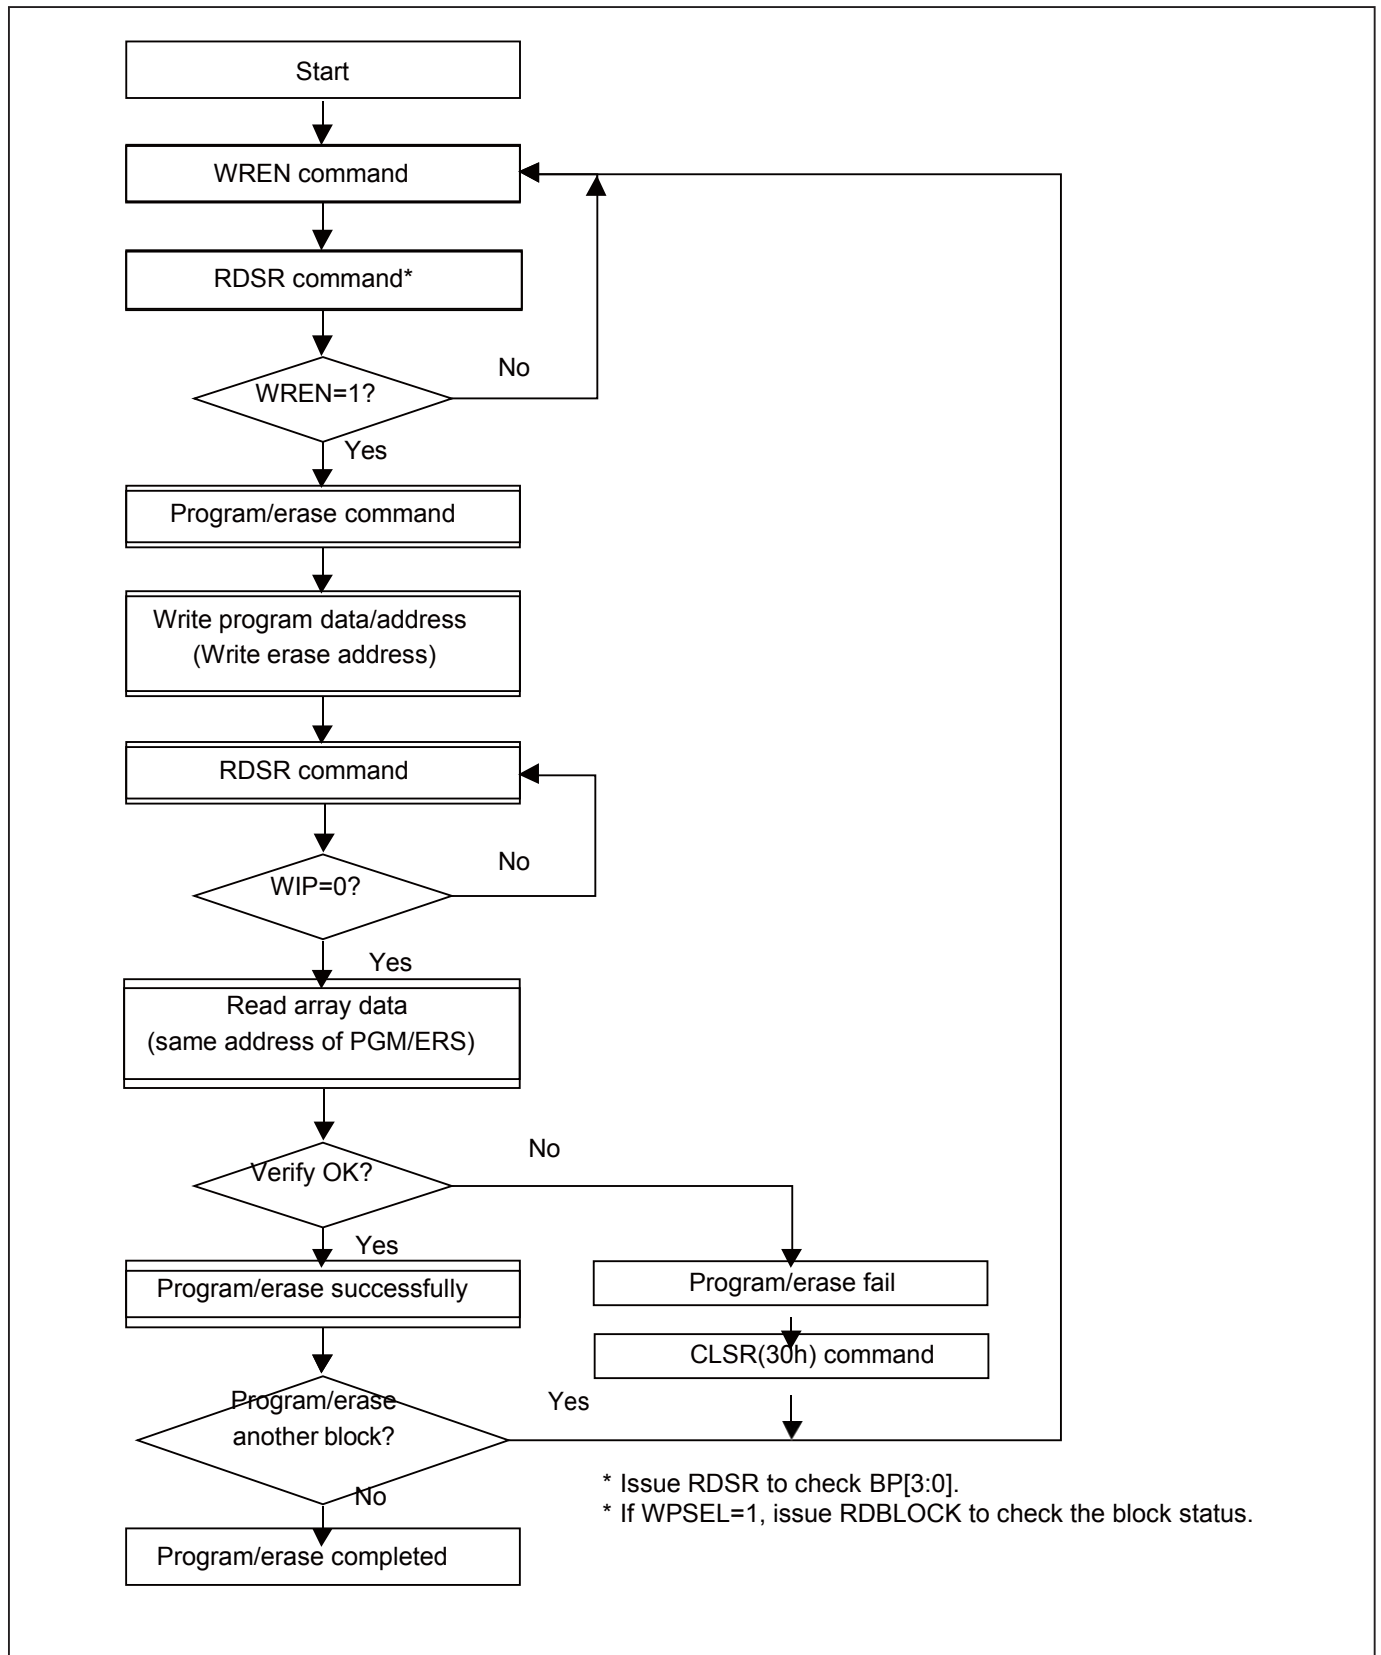 Start
WREN command
RDSR command*
WREN=1?
No
Yes
Program/erase command
Write program data/address
(Write erase address)
RDSR command
WIP=0?
No
Yes
Read array data
(same address of PGM/ERS)
Verify OK?
No
Yes
Program/erase successfully
Program/erase fail
CLSR(30h) command
Program/erase
another block?
Yes
No
* Issue RDSR to check BP[3:0].
* If WPSEL=1, issue RDBLOCK to check the block status.
Program/erase completed